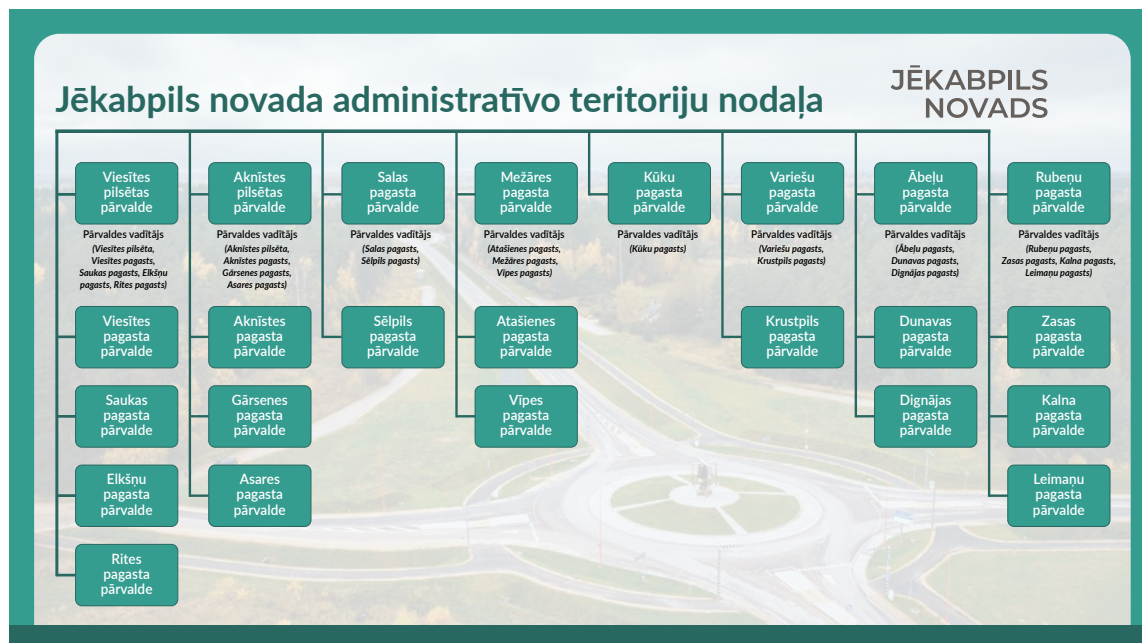 Jēkabpils novada administratīvo teritoriju nodaļa
JĒKABPILS
NOVADS
Viesītes
pilsētas
pārvalde
Pārvaldes vadītājs
(Viesītes pilsēta,
Viesītes pagasts,
Saukas pagasts, Elkšņu
pagasts, Rites pagasts)
Viesītes
pagasta
pārvalde
Saukas
pagasta
pārvalde
Elkšņu
pagasta
pārvalde
Rites
pagasta
pārvalde
Aknīstes
pilsētas
pārvalde
Pārvaldes vadītājs
(Aknīstes pilsēta,
Aknīstes pagasts,
Gārsenes pagasts,
Asares pagasts)
Aknīstes
pagasta
pārvalde
Gārsenes
pagasta
pārvalde
Asares
pagasta
pārvalde
Salas
pagasta
pārvalde
Pārvaldes vadītājs
(Salas pagasts,
Sēlpils pagasts)
Sēlpils
pagasta
pārvalde
Mežāres
pagasta
pārvalde
Pārvaldes vadītājs
(Atašienes pagasts,
Mežāres pagasts,
Vīpes pagasts)
Atašienes
pagasta
pārvalde
Vīpes
pagasta
pārvalde
Kūku
pagasta
pārvalde
Pārvaldes vadītājs
(Kūku pagasts)
Variešu
pagasta
pārvalde
Pārvaldes vadītājs
(Variešu pagasts,
Krustpils pagasts)
Krustpils
pagasta
pārvalde
Ābeļu
pagasta
pārvalde
Pārvaldes vadītājs
(Ābeļu pagasts,
Dunavas pagasts,
Dignājas pagasts)
Dunavas
pagasta
pārvalde
Dignājas
pagasta
pārvalde
Rubeņu
pagasta
pārvalde
Pārvaldes vadītājs
(Rubeņu pagasts,
Zasas pagasts, Kalna pagasts,
Leimaņu pagasts)
Zasas
pagasta
pārvalde
Kalna
pagasta
pārvalde
Leimaņu
pagasta
pārvalde